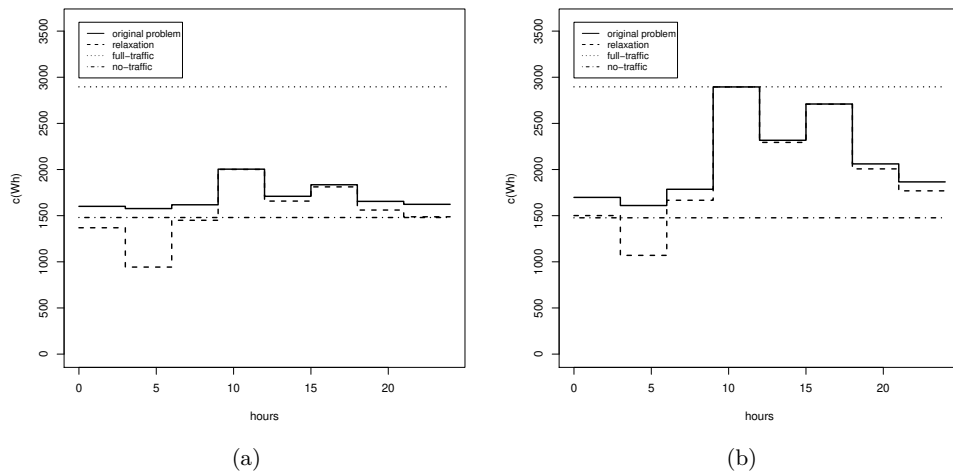 original problem
relaxation
full−traffic
no−traffic
3500
3000
2500
2000
1500
1000
500
0
c(Wh)
0 5 10 15 20
hours
(a)
original problem
relaxation
full−traffic
no−traffic
3500
3000
2500
2000
1500
1000
500
0
c(Wh)
0 5 10 15 20
hours
(b)